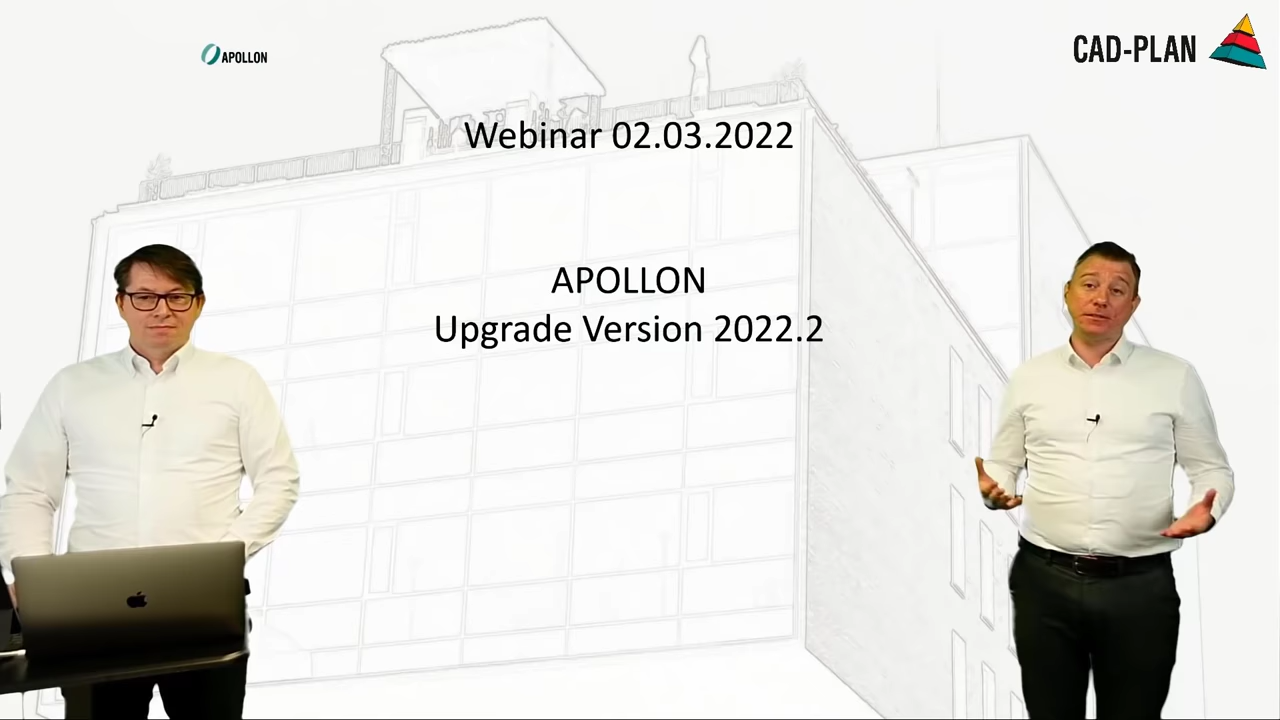 APOLLON
CAD-PLAN
Webinar 02.03.2022
APOLLON
Upgrade Version 2022.2